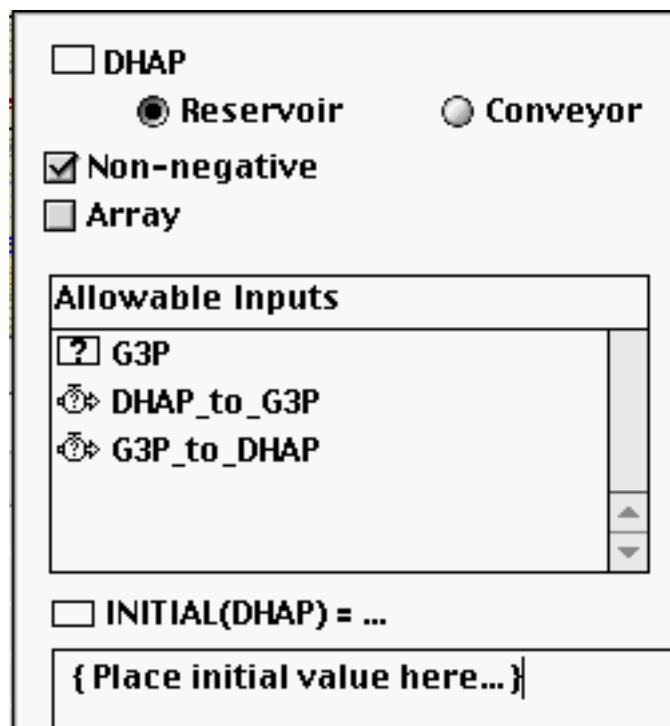 DHAP
Reservoir Conveyor
Non-negative
Array
Allowable Inputs
? G3P
? DHAP_to_G3P
? G3P_to_DHAP
INITIAL(DHAP) = ...
{ Place initial value here... }